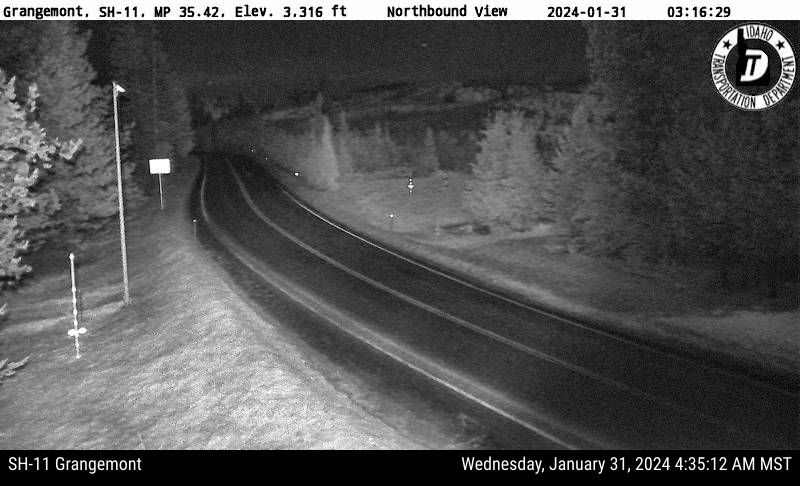 Grangemont, SH-11, MP 35.42, Elev. 3,316 ft Northbound View 2024-01-31 03:16:29
IDAHO
TRANSPORTATION DEPARTMENT
SH-11 Grangemont Wednesday, January 31, 2024 4:35:12 AM MST